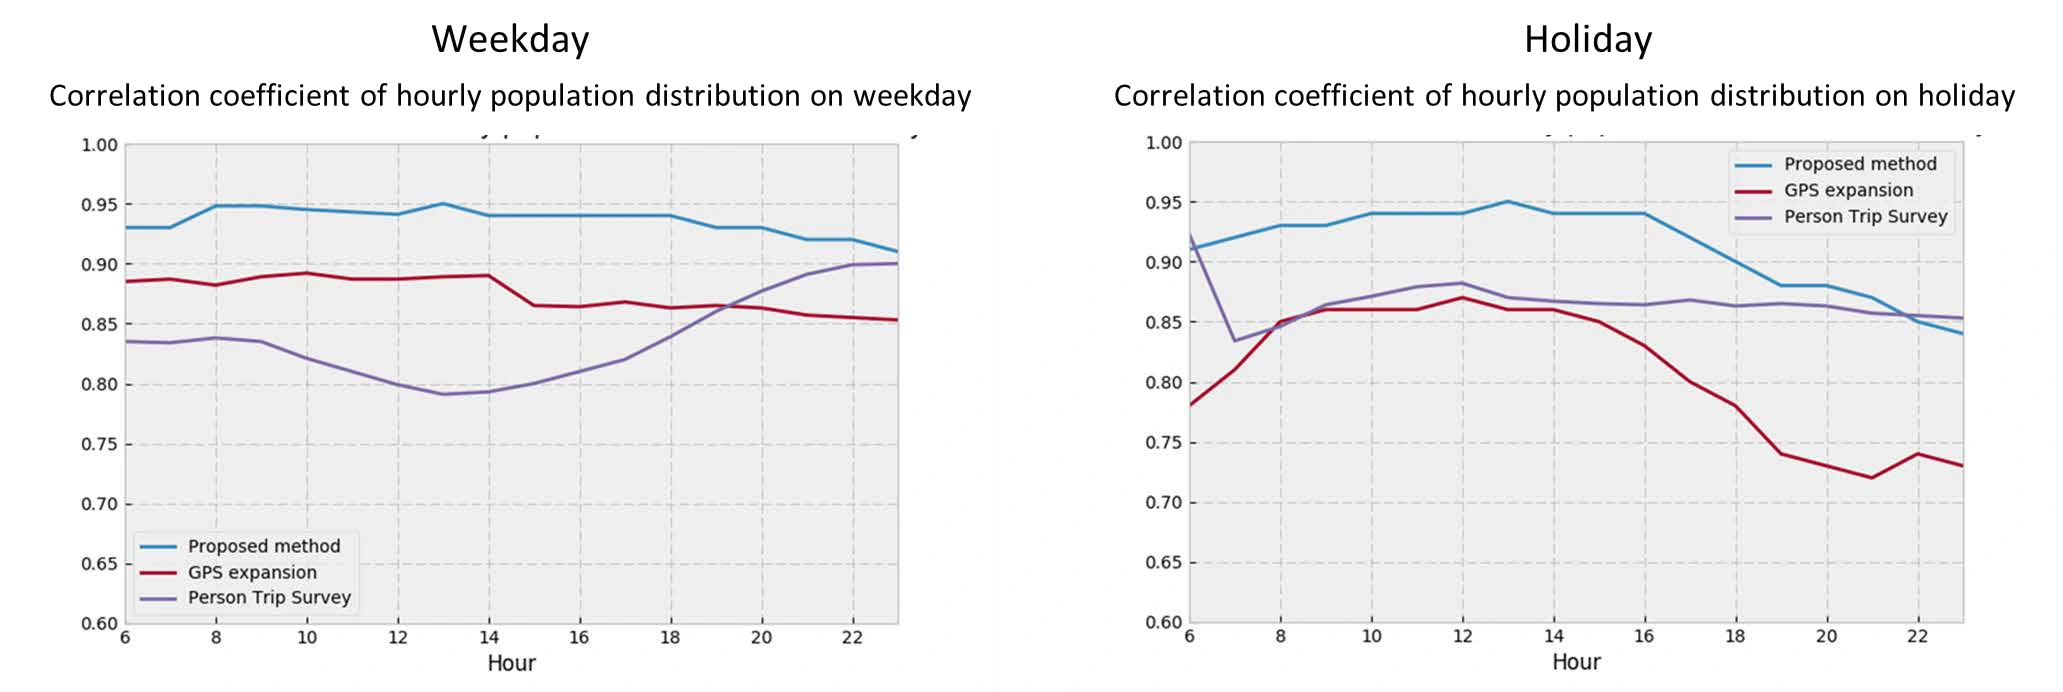 Weekday
Correlation coefficient of hourly population distribution on weekday
1.00
0.95
0.90
0.85
0.80
0.75
0.70
0.65
0.60
Proposed method
GPS expansion
Person Trip Survey
6 8 10 12 14 16 18 20 22
Hour
Holiday
Correlation coefficient of hourly population distribution on holiday
1.00
0.95
0.90
0.85
0.80
0.75
0.70
0.65
0.60
Proposed method
GPS expansion
Person Trip Survey
6 8 10 12 14 16 18 20 22
Hour